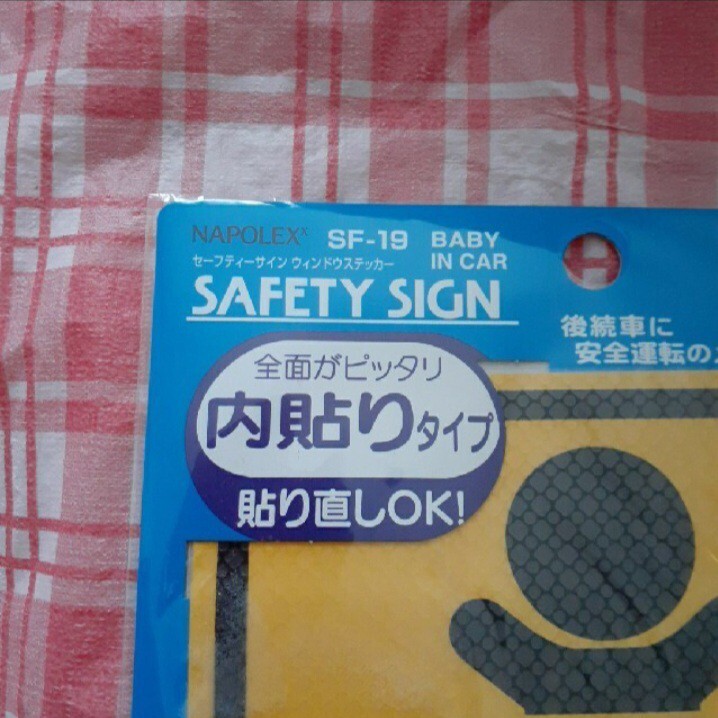 NAPOLEX SF-19 BABY
IN CAR
セーフティーサイン ウィンドウステッカー
SAFETY SIGN
後続車に
安全運転の
全面がピッタリ
内貼りタイプ
貼り直しOK!